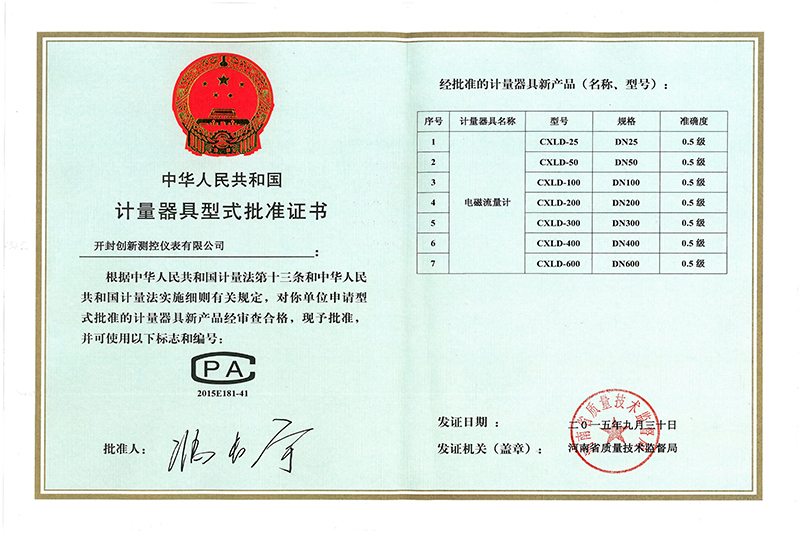 中华人民共和国
计量器具型式批准证书
开封创新测控仪表有限公司：
根据中华人民共和国计量法第十三条和中华人民
共和国计量法实施细则有关规定，对你单位申请型
式批准的计量器具新产品经审查合格，现予批准，
并可使用以下标志和编号：
CPA
2015E181-41
批准人：
经批准的计量器具新产品（名称、型号）：
序号 计量器具名称 型号 规格 准确度
1 CXLD-25 DN25 0.5 级
2 CXLD-50 DN50 0.5 级
3 CXLD-100 DN100 0.5 级
4 电磁流量计 CXLD-200 DN200 0.5 级
5 CXLD-300 DN300 0.5 级
6 CXLD-400 DN400 0.5 级
7 CXLD-600 DN600 0.5 级
发证日期：二〇一五年九月三十日
发证机关（盖章）：河南省质量技术监督局
河南省质量技术监督局